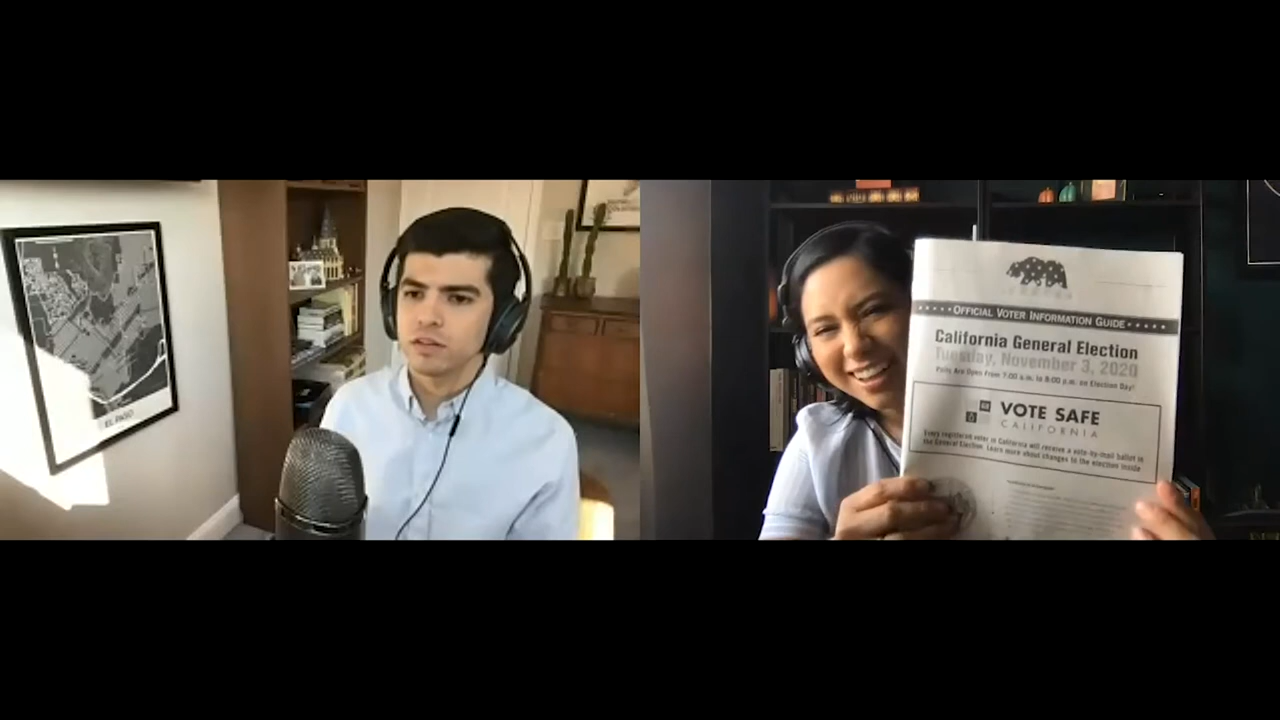 EL PASO
OFFICIAL VOTER INFORMATION GUIDE
California General Election
Tuesday, November 3, 2020
Polls Are Open From 7:00 a.m. to 8:00 p.m. on Election Day!
VOTE SAFE
CALIFORNIA
Every registered voter in California will receive a vote-by-mail ballot in
the General Election. Learn more about changes to the election inside